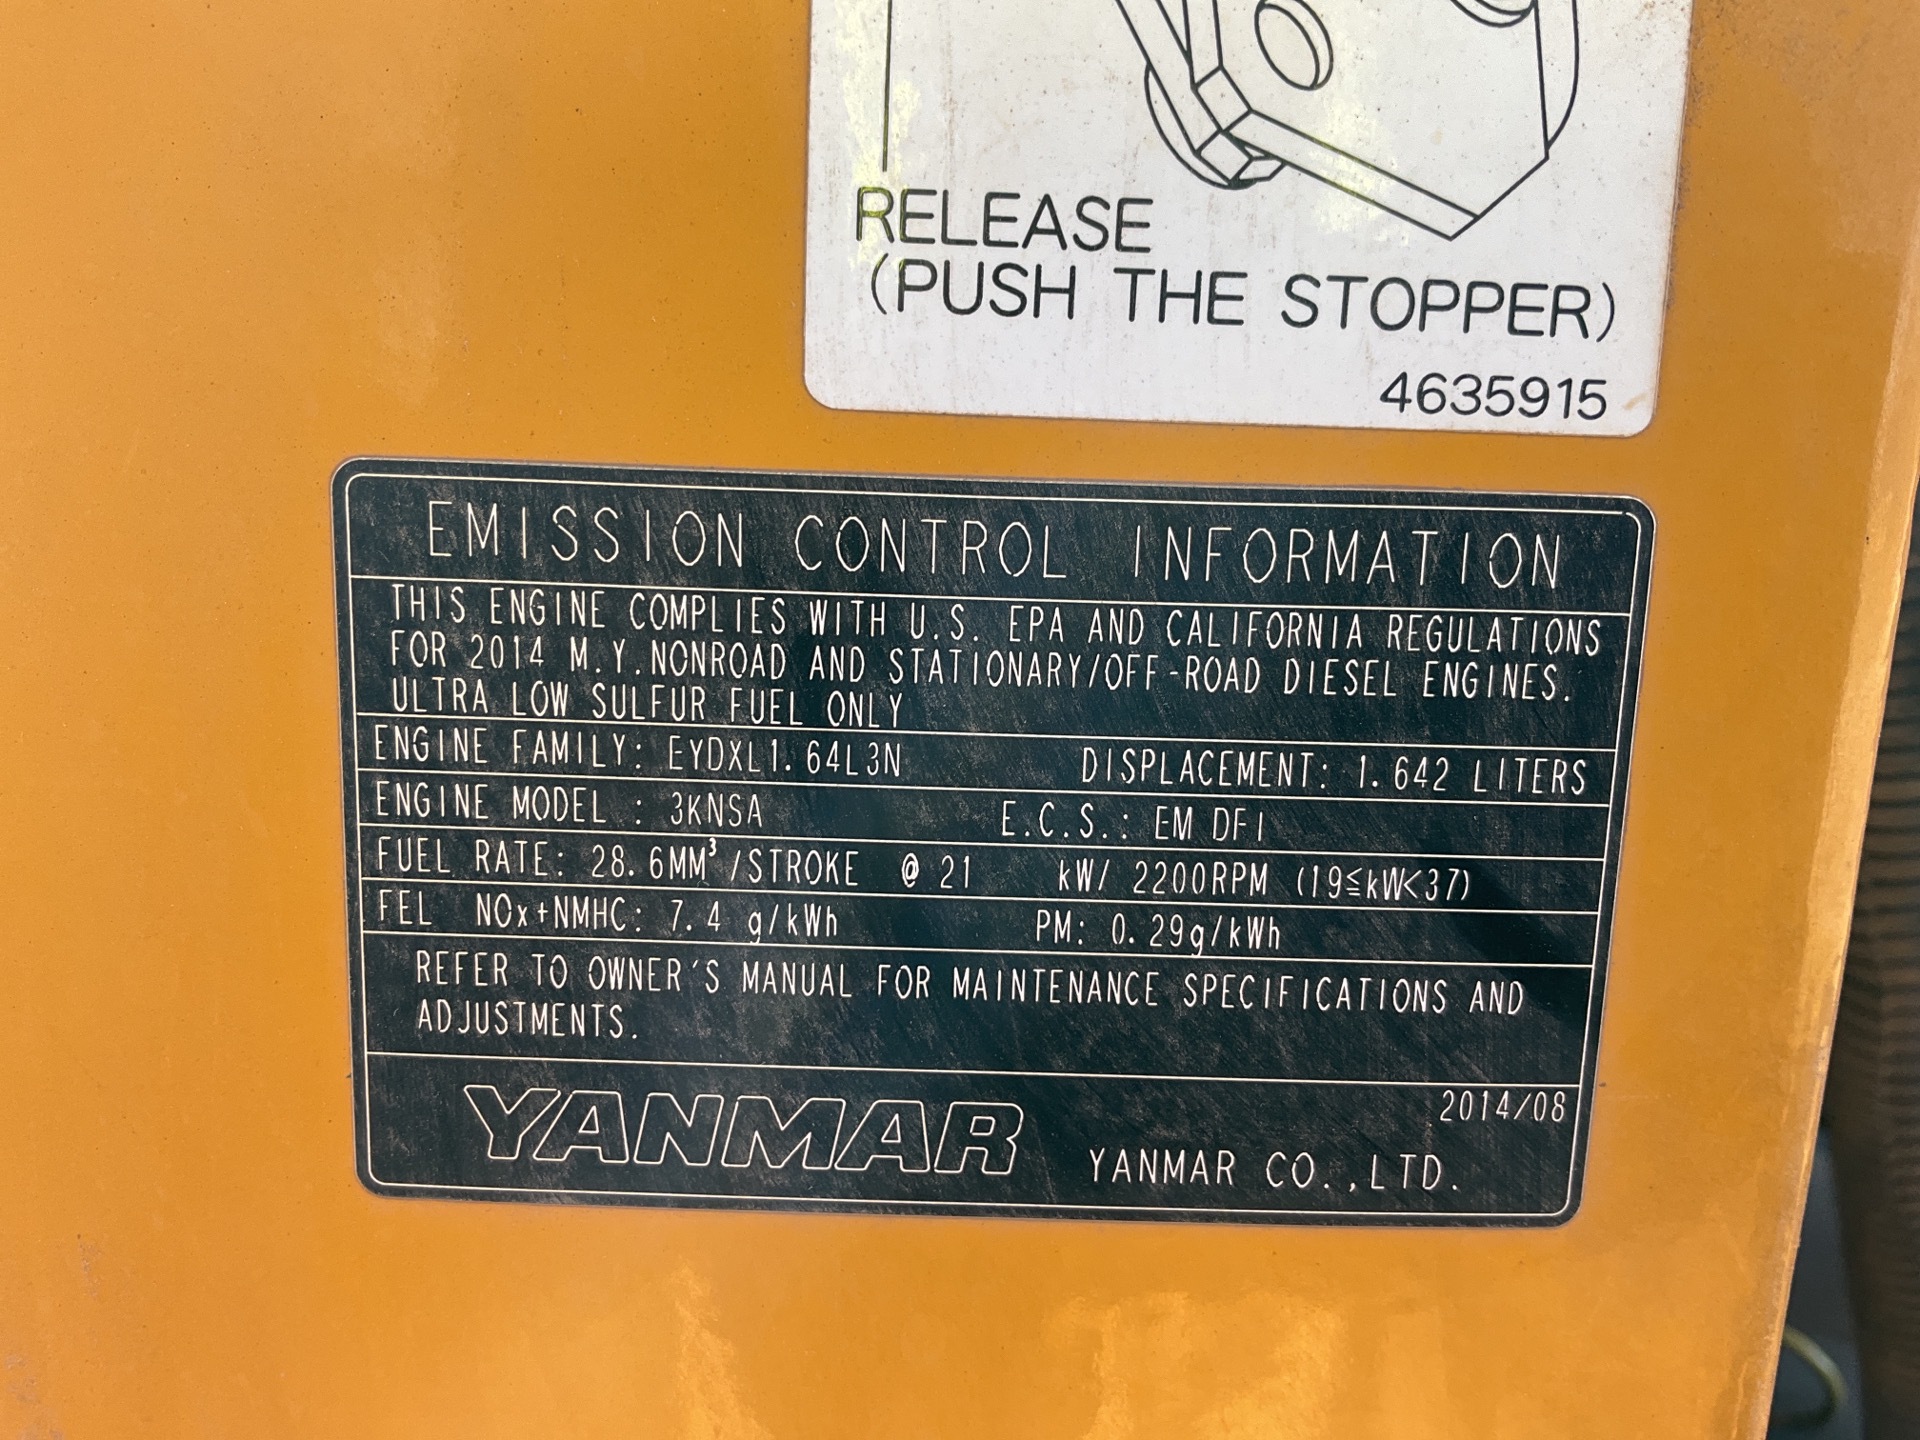 RELEASE
(PUSH THE STOPPER)
4635915
EMISSION CONTROL INFORMATION
THIS ENGINE COMPLIES WITH U.S. EPA AND CALIFORNIA REGULATIONS
FOR 2014 M.Y.NONROAD AND STATIONARY/OFF-ROAD DIESEL ENGINES.
ULTRA LOW SULFUR FUEL ONLY
ENGINE FAMILY: EYDXL1.64L3N DISPLACEMENT: 1.642 LITERS
ENGINE MODEL : 3KNSA E.C.S.: EM DFI
FUEL RATE: 28.6MM³/STROKE @ 21 kW/ 2200RPM (19≦kW<37)
FEL NOx+NMHC: 7.4 g/kWh PM: 0.29g/kWh
REFER TO OWNER'S MANUAL FOR MAINTENANCE SPECIFICATIONS AND
ADJUSTMENTS.
2014/08
YANMAR YANMAR CO.,LTD.